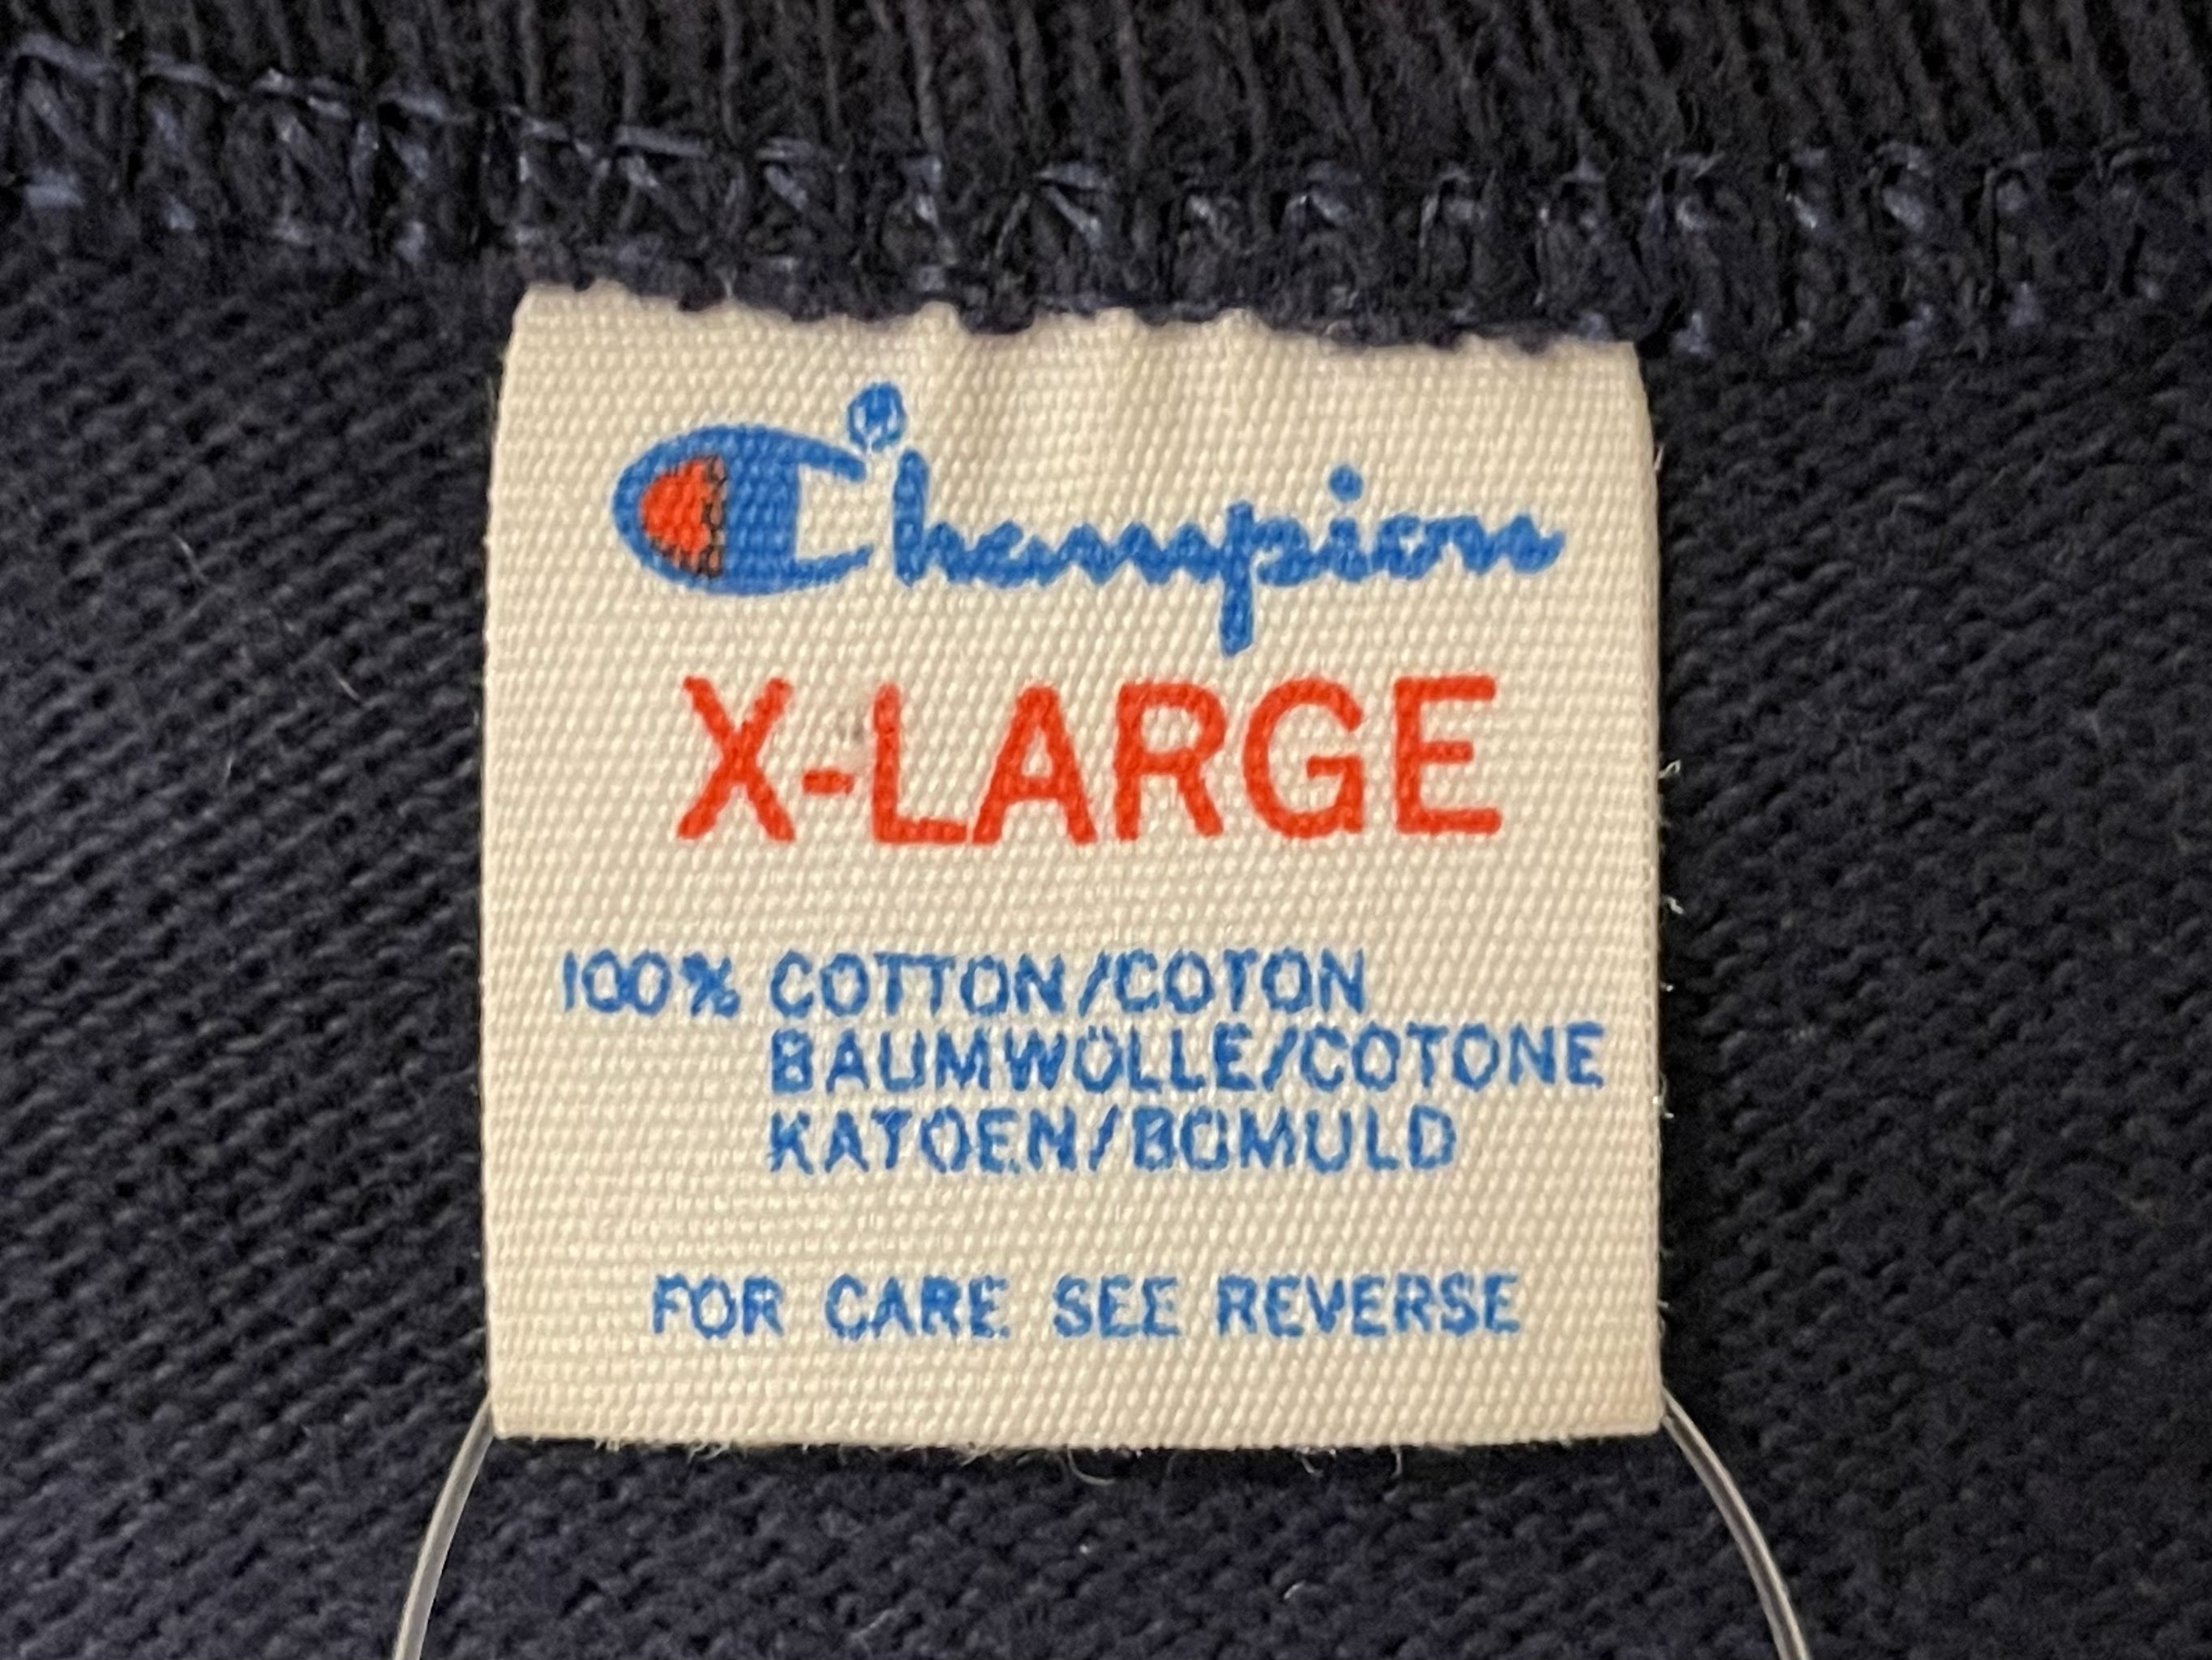 Champion®
X-LARGE
100% COTTON/COTON
BAUMWOLLE/COTONE
KATOEN/BOMULD
FOR CARE SEE REVERSE